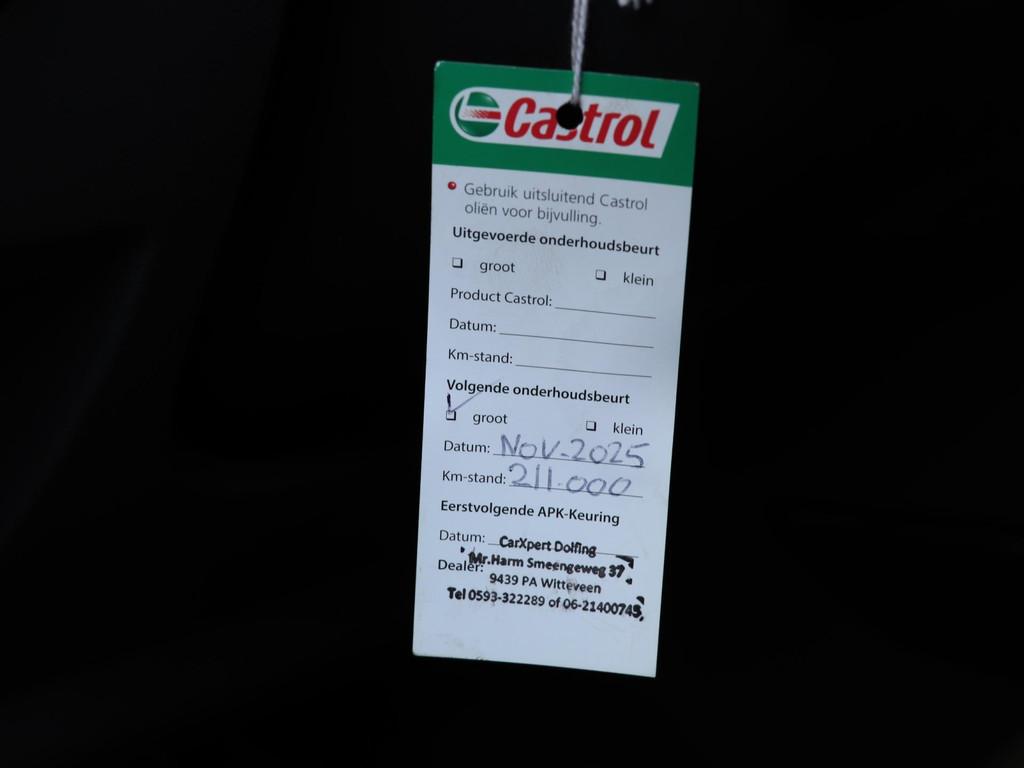 Castrol
Gebruik uitsluitend Castrol
oliën voor bijvulling.
Uitgevoerde onderhoudsbeurt
groot klein
Product Castrol:
Datum:
Km-stand:
Volgende onderhoudsbeurt
groot klein
Datum: Nov-2025
Km-stand: 211.000
Eerstvolgende APK-Keuring
Datum: CarXpert Dolfing
Dealer: Mr.Harm Smeengeweg 37
9439 PA Witteveen
Tel 0593-322289 of 06-21400745